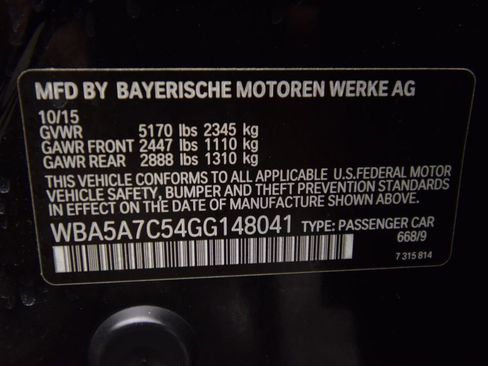 MFD BY BAYERISCHE MOTOREN WERKE AG
10/15
GVWR 5170 lbs 2345 kg
GAWR FRONT 2447 lbs 1110 kg
GAWR REAR 2888 lbs 1310 kg
THIS VEHICLE CONFORMS TO ALL APPLICABLE U.S.FEDERAL MOTOR
VEHICLE SAFETY, BUMPER, AND THEFT PREVENTION
STANDARDS IN EFFECT ON THE DATE OF MANUFACTURE SHOWN ABOVE.
WBA5A7C54GG148041 TYPE: PASSENGER CAR
668/9
7 315 814